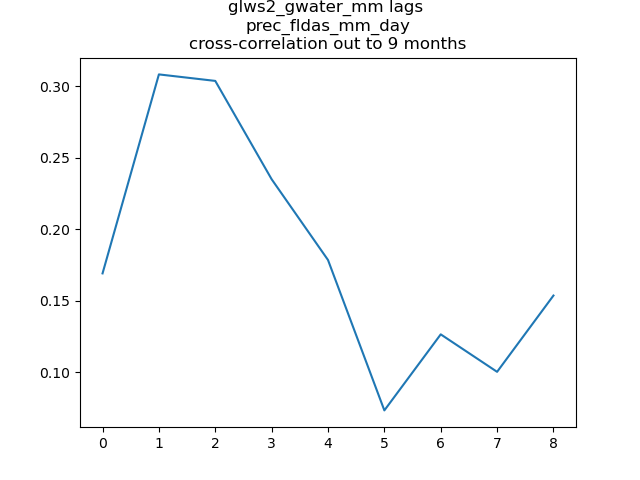 glws2_gwater_mm lags
prec_fldas_mm_day
cross-correlation out to 9 months
0.30
0.25
0.20
0.15
0.10
0 1 2 3 4 5 6 7 8